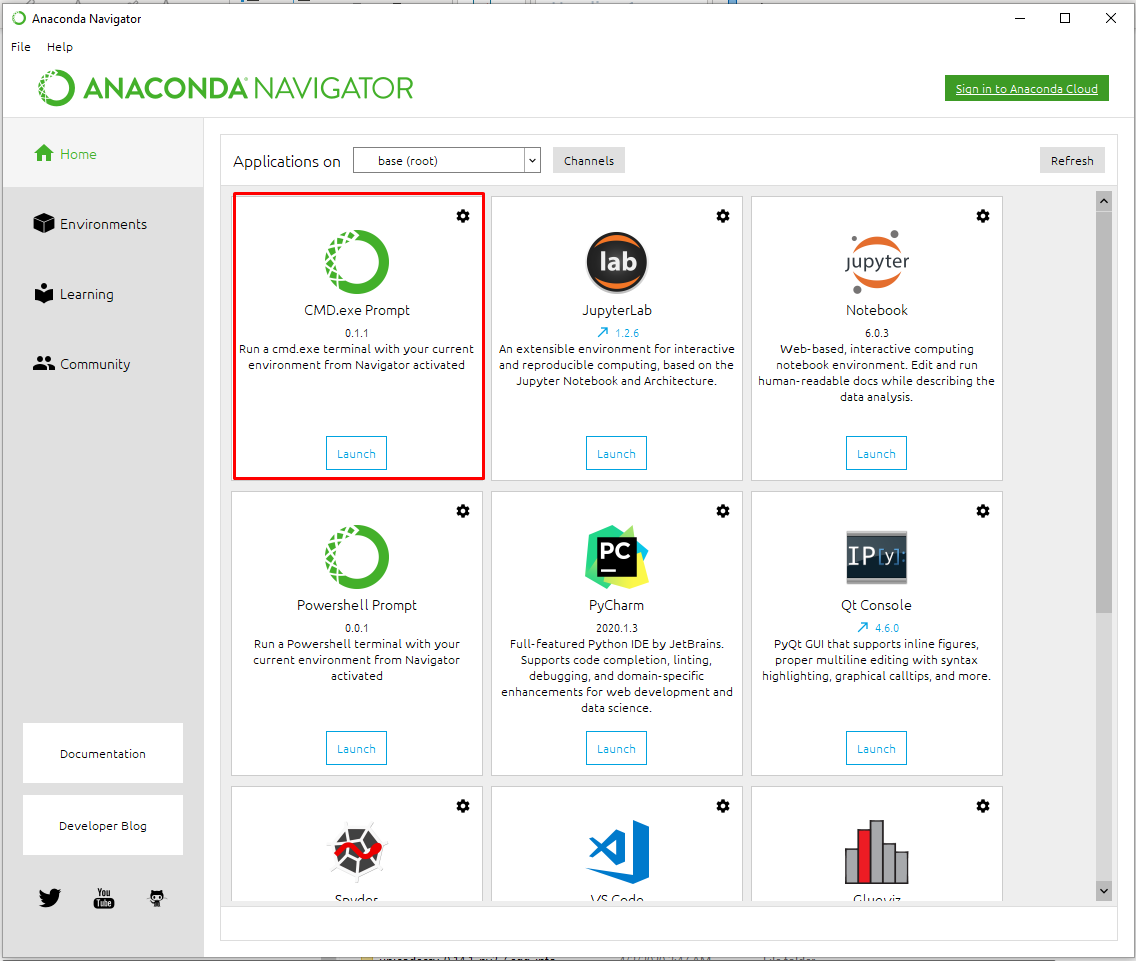 Anaconda Navigator
File Help
ANACONDA NAVIGATOR
Sign in to Anaconda Cloud
Home
Environments
Learning
Community
Documentation
Developer Blog
You
Tube
Applications on base (root) Channels Refresh
CMD.exe Prompt
0.1.1
Run a cmd.exe terminal with your current
environment from Navigator activated
Launch
lab
JupyterLab
1.2.6
An extensible environment for interactive
and reproducible computing, based on the
Jupyter Notebook and Architecture.
Launch
jupyter
Notebook
6.0.3
Web-based, interactive computing
notebook environment. Edit and run
human-readable docs while describing the
data analysis.
Launch
Powershell Prompt
0.0.1
Run a Powershell terminal with your
current environment from Navigator
activated
Launch
PC
PyCharm
2020.1.3
Full-featured Python IDE by JetBrains.
Supports code completion, linting,
debugging, and domain-specific
enhancements for web development and
data science.
Launch
IP[y]:
Qt Console
4.6.0
PyQt GUI that supports inline figures,
proper multiline editing with syntax
highlighting, graphical calltips, and more.
Launch
Spyder
VS Code
Glueviz